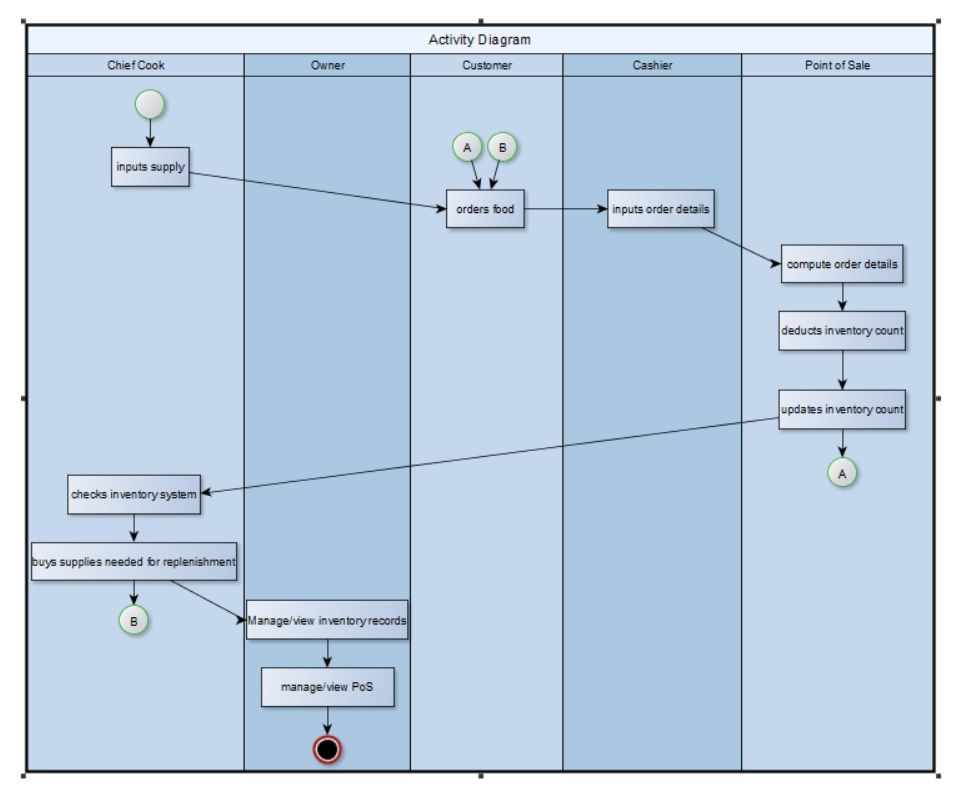 Activity Diagram
Chief Cook
Owner
Customer
Cashier
Point of Sale
A
B
inputs supply
orders food
inputs order details
compute order details
deducts inventory count
updates inventory count
A
checks inventory system
buys supplies needed for replenishment
B
Manage/view inventory records
manage/view PoS